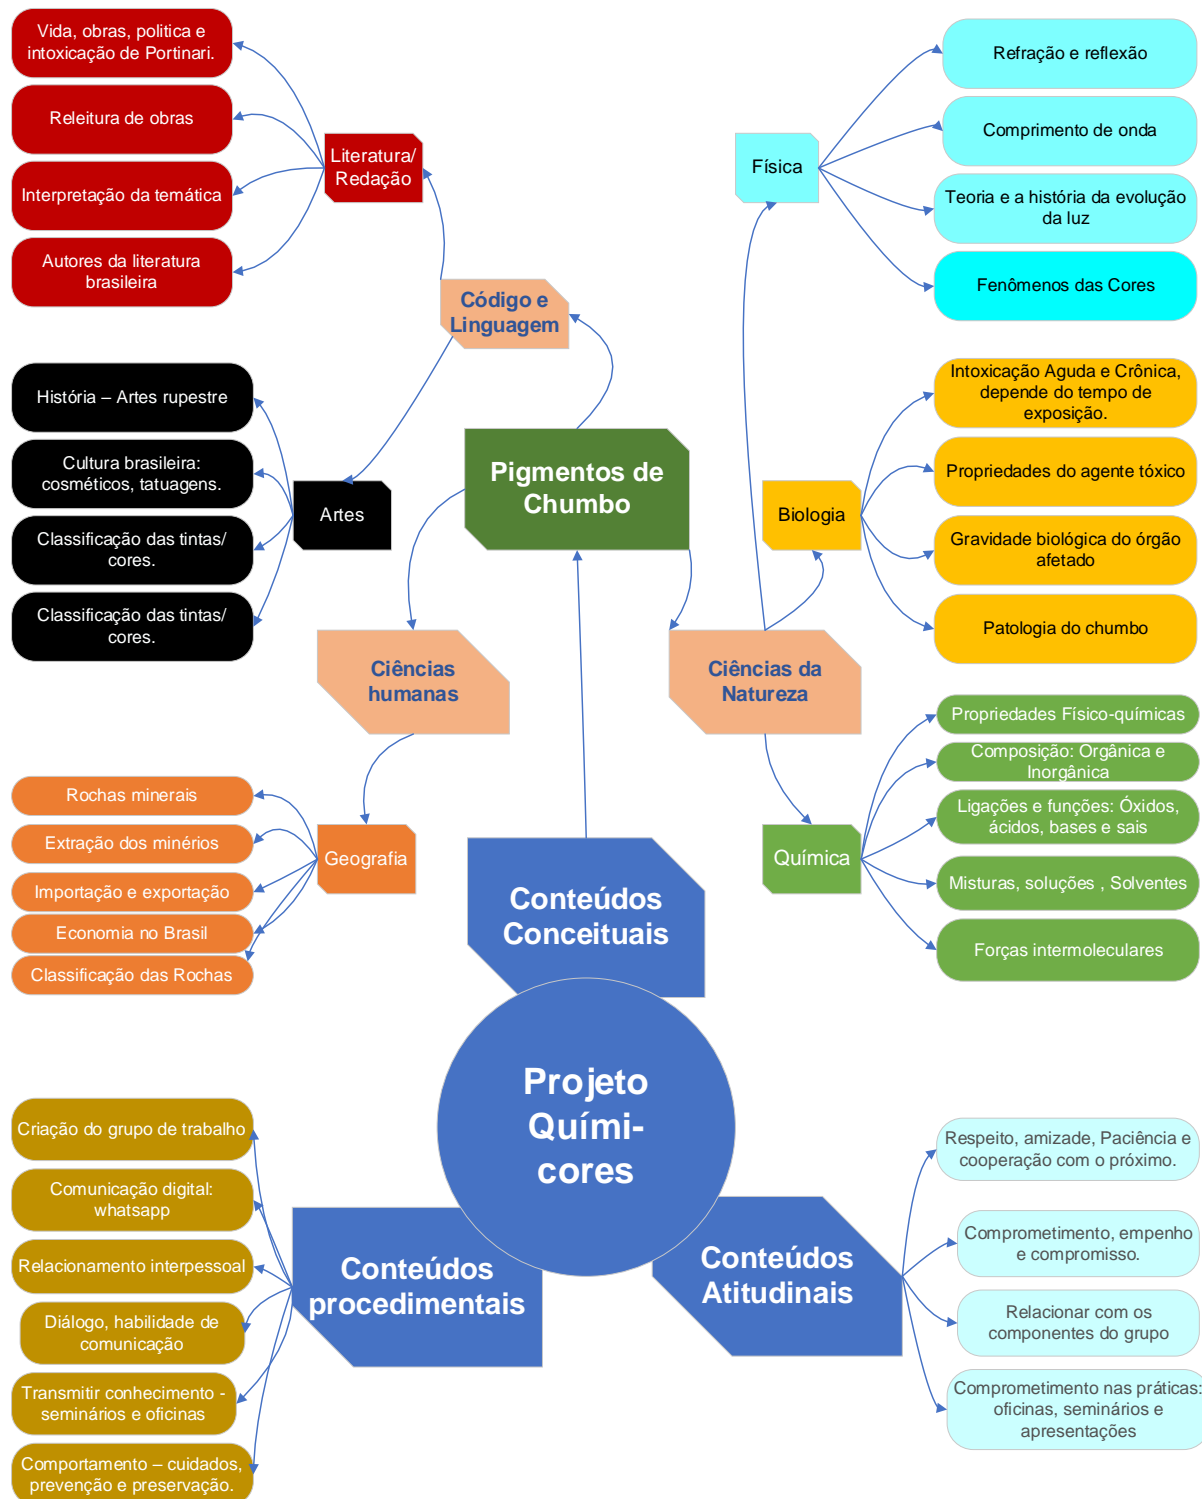 Vida, obras, politica e
intoxicação de Portinari.
Releitura de obras
Interpretação da temática
Autores da literatura
brasileira
Literatura/
Redação
Código e
Linguagem
História – Artes rupestre
Cultura brasileira:
cosméticos, tatuagens.
Classificação das tintas/
cores.
Classificação das tintas/
cores.
Artes
Pigmentos de
Chumbo
Física
Refração e reflexão
Comprimento de onda
Teoria e a história da evolução
da luz
Fenômenos das Cores
Biologia
Intoxicação Aguda e Crônica,
depende do tempo de
exposição.
Propriedades do agente tóxico
Gravidade biológica do órgão
afetado
Patologia do chumbo
Ciências
humanas
Ciências da
Natureza
Rochas minerais
Extração dos minérios
Importação e exportação
Economia no Brasil
Classificação das Rochas
Geografia
Química
Propriedades Físico-químicas
Composição: Orgânica e
Inorgânica
Ligações e funções: Óxidos,
ácidos, bases e sais
Misturas, soluções , Solventes
Forças intermoleculares
Conteúdos
Conceituais
Projeto
Quími-
cores
Criação do grupo de trabalho
Comunicação digital:
whatsapp
Relacionamento interpessoal
Diálogo, habilidade de
comunicação
Transmitir conhecimento -
seminários e oficinas
Comportamento – cuidados,
prevenção e preservação.
Conteúdos
procedimentais
Conteúdos
Atitudinais
Respeito, amizade, Paciência e
cooperação com o próximo.
Comprometimento, empenho
e compromisso.
Relacionar com os
componentes do grupo
Comprometimento nas práticas:
oficinas, seminários e
apresentações